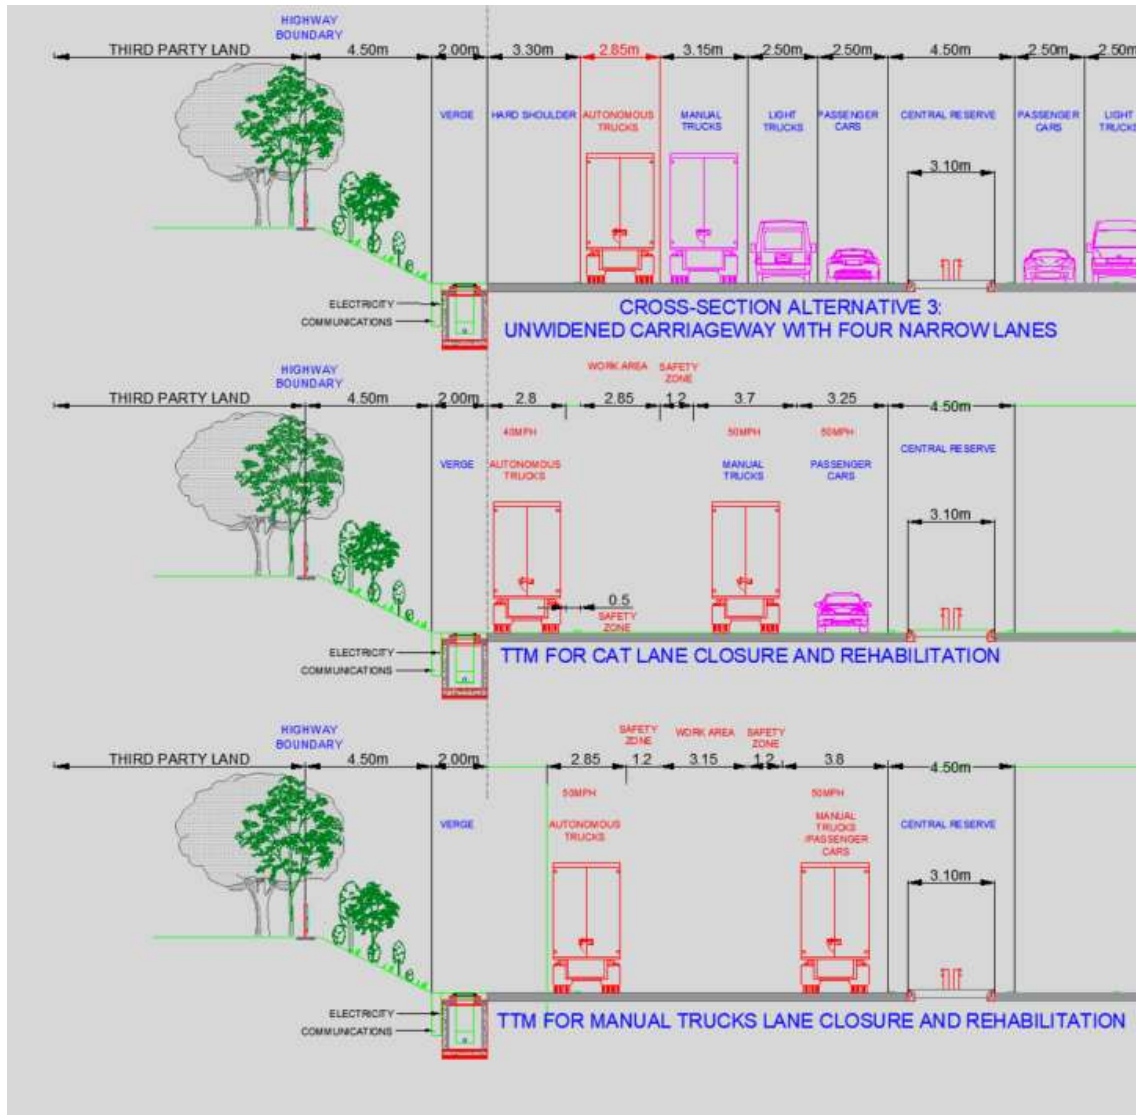 HIGHWAY
BOUNDARY
THIRD PARTY LAND 4.50m 2.00m 3.30m 2.85m 3.15m 2.50m 2.50m 4.50m 2.50m 2.50m
VERGE HARD SHOULDER AUTONOMOUS MANUAL LIGHT PASSENGER CENTRAL RESERVE PASSENGER LIGHT
TRUCKS TRUCKS TRUCKS CARS CARS TRUCKS
3.10m
ELECTRICITY
COMMUNICATIONS
CROSS-SECTION ALTERNATIVE 3:
UNWIDENED CARRIAGEWAY WITH FOUR NARROW LANES
HIGHWAY
BOUNDARY
WORK AREA SAFETY
ZONE
THIRD PARTY LAND 4.50m 2.00m 2.8 2.85 1.2 3.7 3.25 4.50m
40MPH 50MPH 50MPH
VERGE AUTONOMOUS MANUAL PASSENGER CENTRAL RESERVE
TRUCKS TRUCKS CARS
3.10m
0.5
SAFETY
ZONE
ELECTRICITY
COMMUNICATIONS
TTM FOR CAT LANE CLOSURE AND REHABILITATION
HIGHWAY
BOUNDARY
SAFETY WORK AREA SAFETY
ZONE ZONE
THIRD PARTY LAND 4.50m 2.00m 2.85 1.2 3.15 1.2 3.8 4.50m
50MPH 50MPH
VERGE AUTONOMOUS MANUAL CENTRAL RESERVE
TRUCKS TRUCKS
/PASSENGER
CARS
3.10m
ELECTRICITY
COMMUNICATIONS
TTM FOR MANUAL TRUCKS LANE CLOSURE AND REHABILITATION